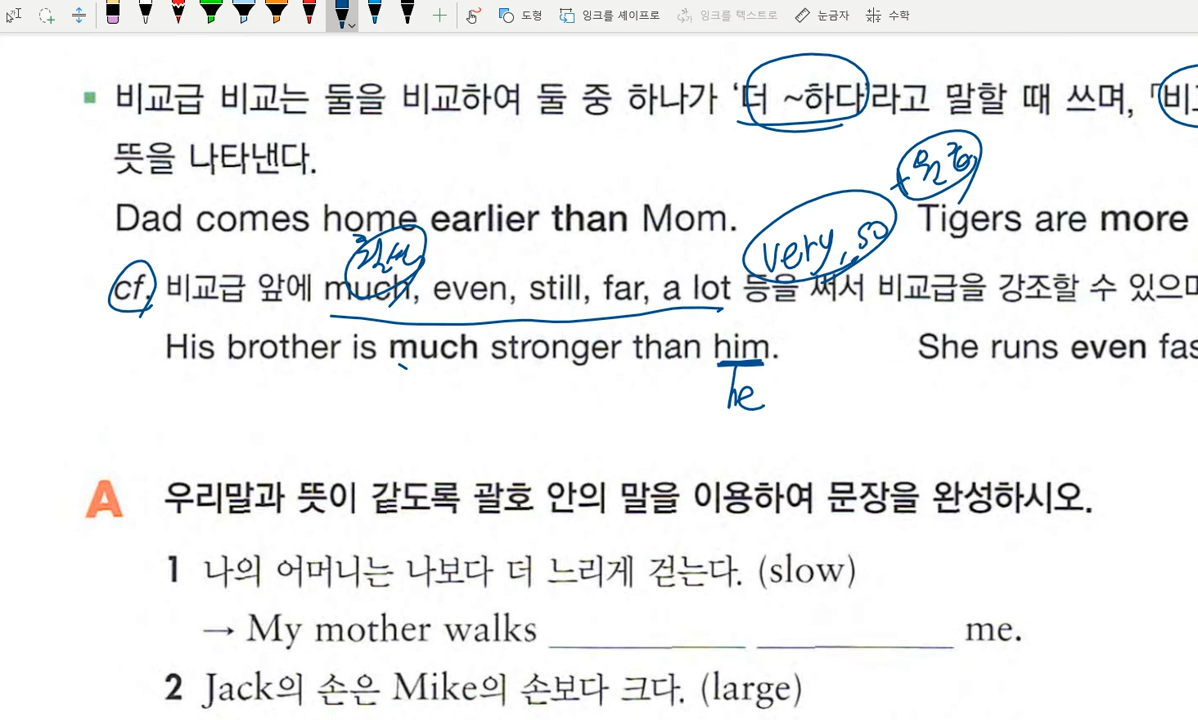 도형 잉크를 셰이프로 잉크를 텍스트로 눈금자 수학
비교급 비교는 둘을 비교하여 둘 중 하나가 ‘더 ~하다’라고 말할 때 쓰며, 「비교
뜻을 나타낸다.
+원급
Dad comes home earlier than Mom. Tigers are more
훨씬 very, so
cf. 비교급 앞에 much, even, still, far, a lot 등을 써서 비교급을 강조할 수 있으며
His brother is much stronger than him. She runs even fas
he
A 우리말과 뜻이 같도록 괄호 안의 말을 이용하여 문장을 완성하시오.
1 나의 어머니는 나보다 더 느리게 걷는다. (slow)
→ My mother walks me.
2 Jack의 손은 Mike의 손보다 크다. (large)